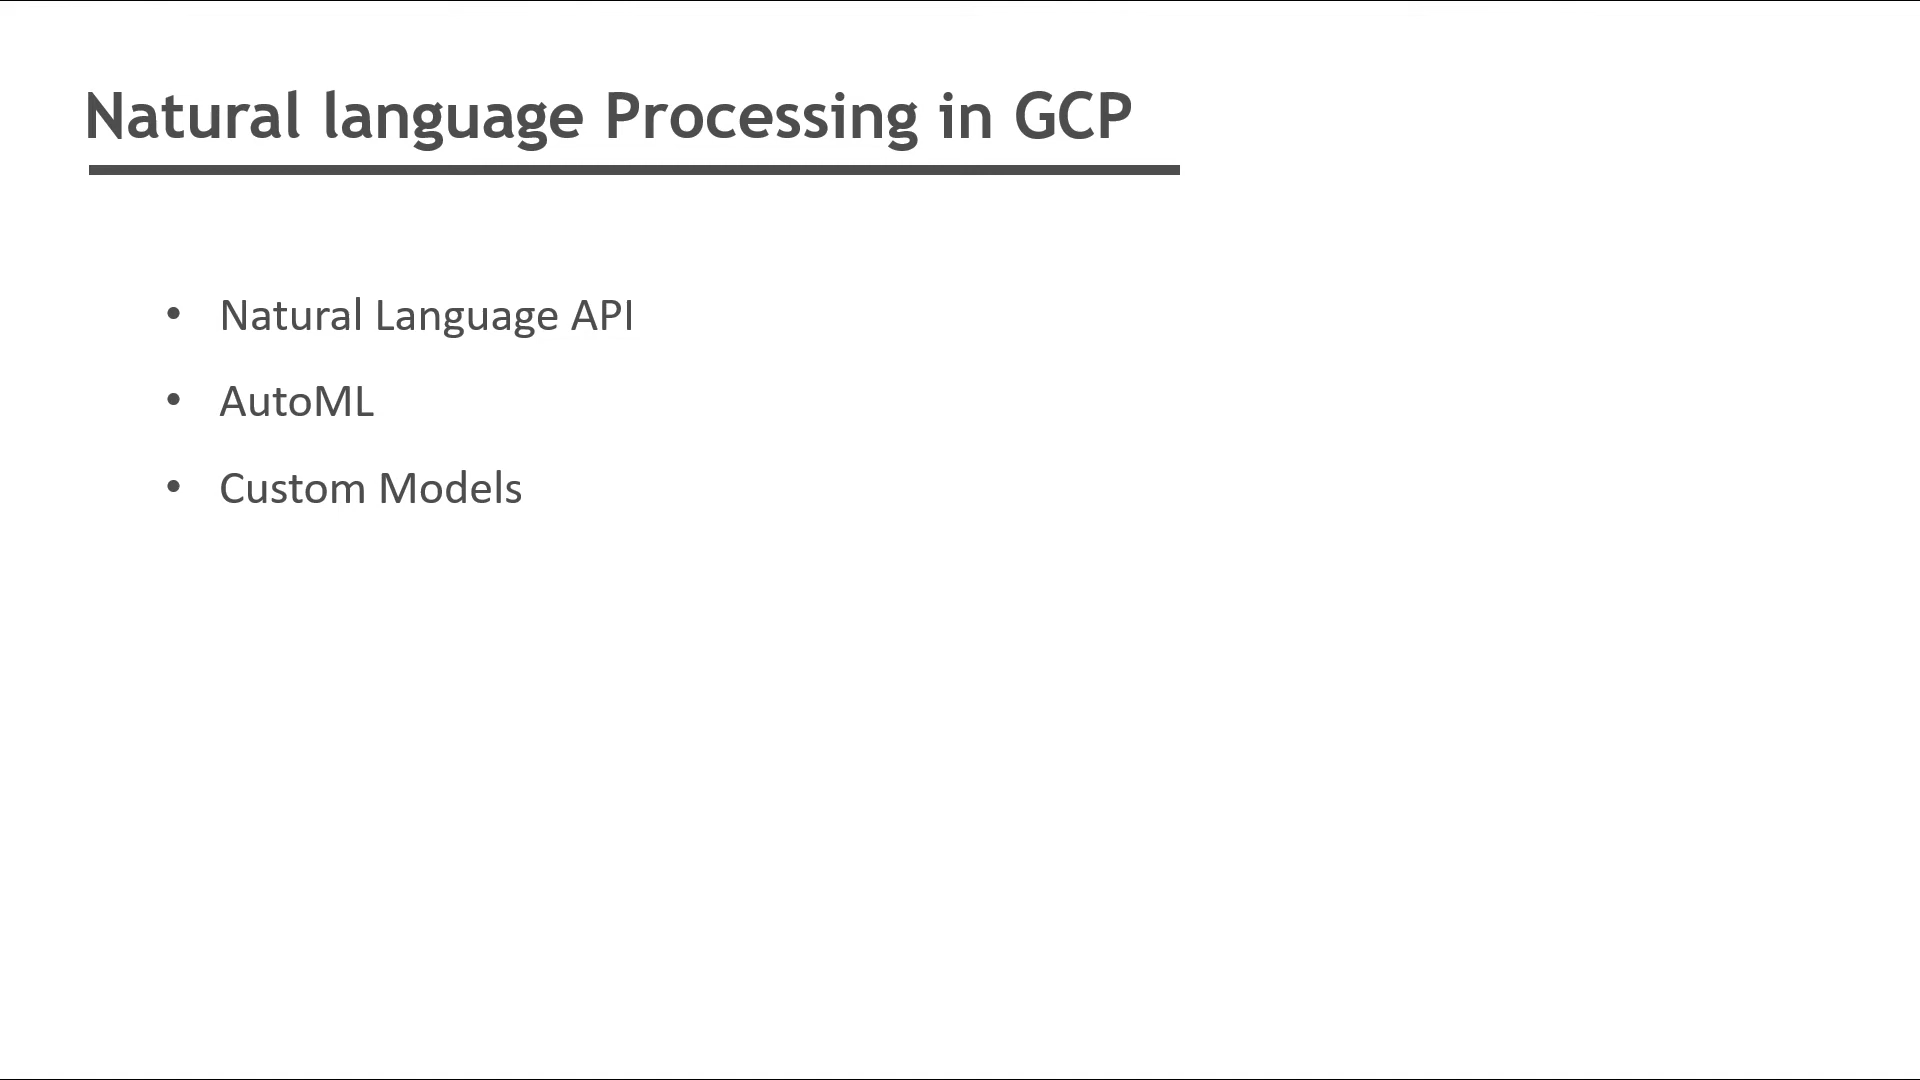 Natural language Processing in GCP
• Natural Language API
• AutoML
• Custom Models